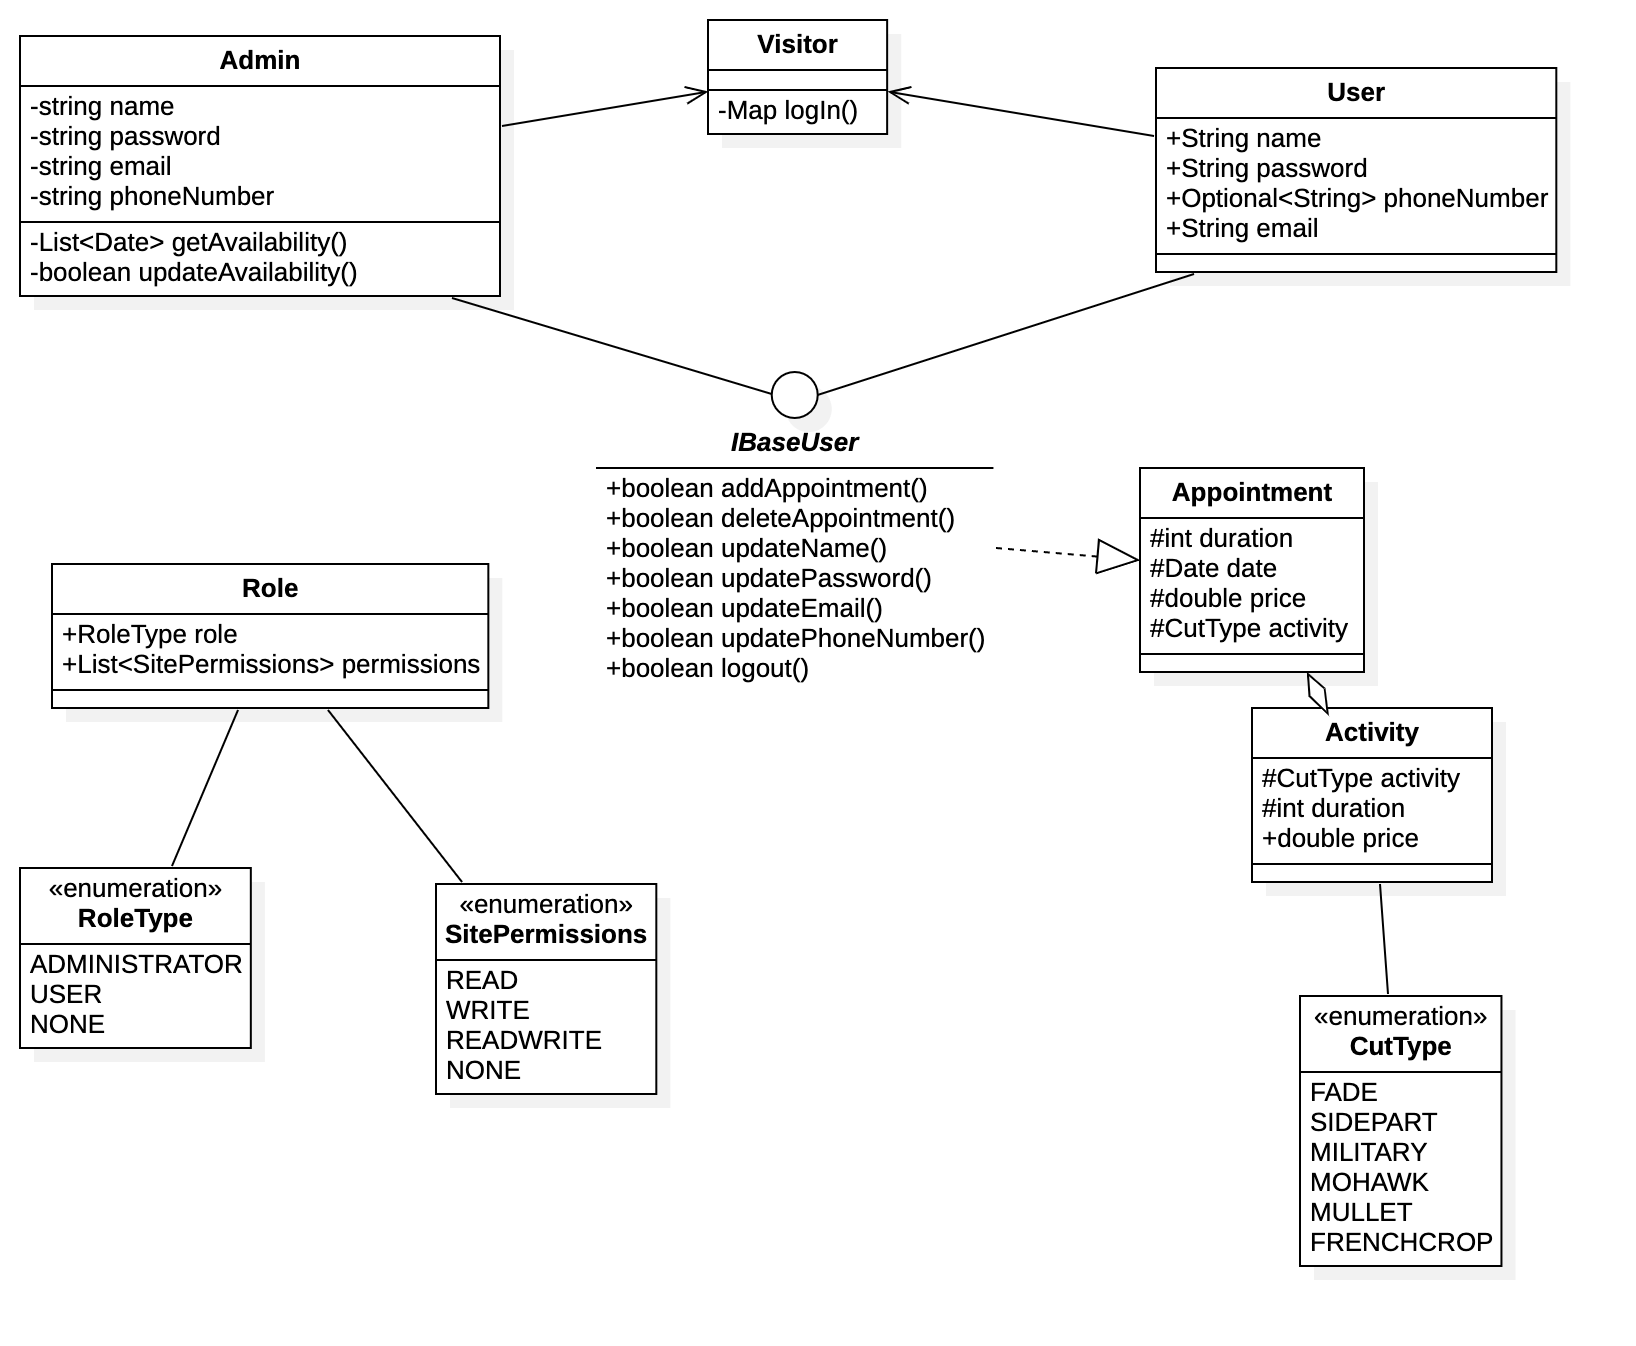 Admin
-string name
-string password
-string email
-string phoneNumber
-List<Date> getAvailability()
-boolean updateAvailability()
Visitor
-Map logIn()
User
+String name
+String password
+Optional<String> phoneNumber
+String email
IBaseUser
+boolean addAppointment()
+boolean deleteAppointment()
+boolean updateName()
+boolean updatePassword()
+boolean updateEmail()
+boolean updatePhoneNumber()
+boolean logout()
Appointment
#int duration
#Date date
#double price
#CutType activity
Role
+RoleType role
+List<SitePermissions> permissions
Activity
#CutType activity
#int duration
+double price
«enumeration»
RoleType
ADMINISTRATOR
USER
NONE
«enumeration»
SitePermissions
READ
WRITE
READWRITE
NONE
«enumeration»
CutType
FADE
SIDEPART
MILITARY
MOHAWK
MULLET
FRENCHCROP